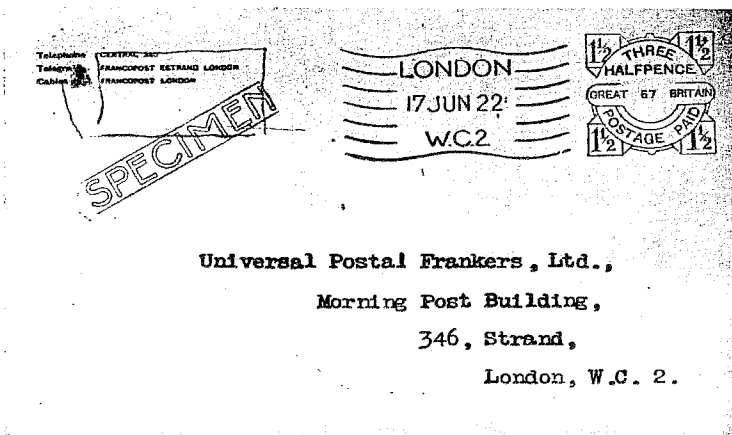 Telephone CENTRAL
Telegrams FRANCOPOST ESTRAND LONDON
Cables FRANCOPOST LONDON
SPECIMEN
LONDON
17 JUN 22
W.C.2
1½ 1½
THREE
HALFPENCE
GREAT 67 BRITAIN
POSTAGE PAID
1½ 1½
Universal Postal Frankers, Ltd.,
Morning Post Building,
346, Strand,
London, W.C. 2.